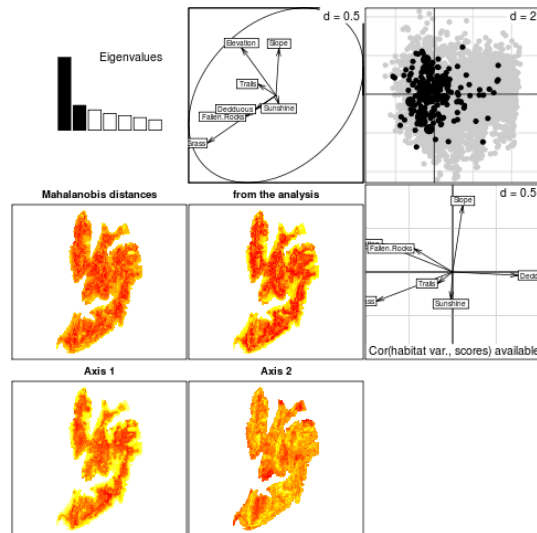 Eigenvalues
d = 0.5
Elevation
Slope
Trails
Deciduous
Sunshine
Fallen.Rocks
Grass
d = 2
Mahalanobis distances
from the analysis
d = 0.5
Slope
Fallen.Rocks
Trails
Sunshine
Cor(habitat var., scores) available
Axis 1
Axis 2